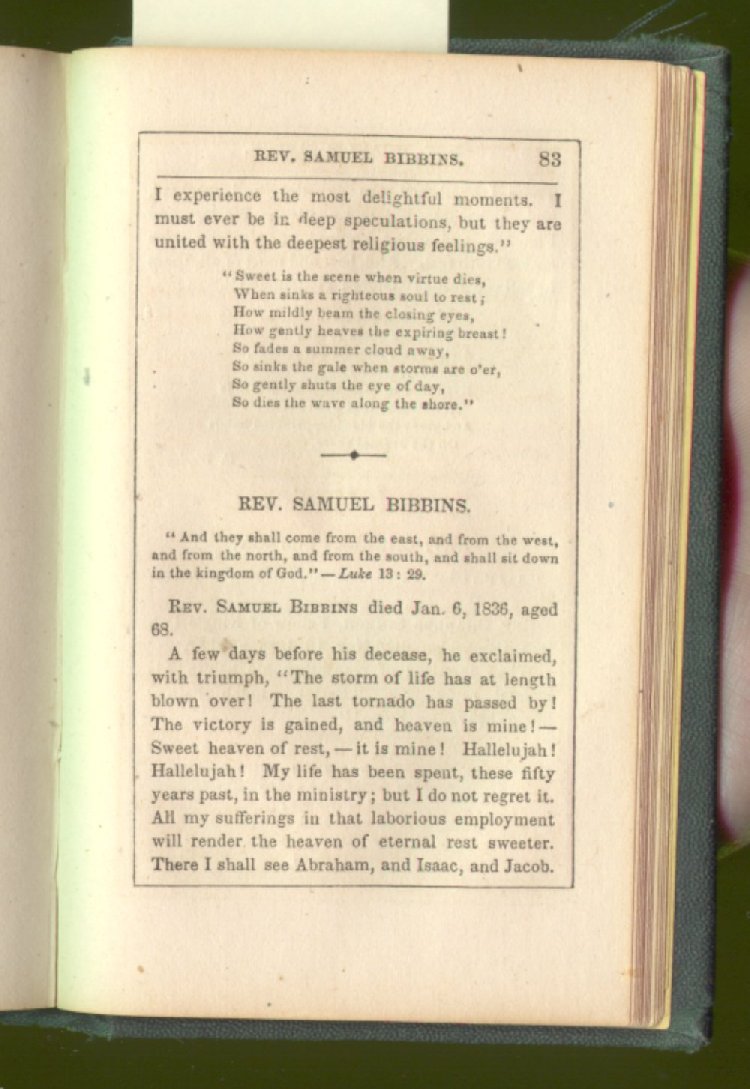 REV. SAMUEL BIBBINS. 83
I experience the most delightful moments. I
must ever be in deep speculations, but they are
united with the deepest religious feelings."
"Sweet is the scene when virtue dies,
When sinks a righteous soul to rest;
How mildly beam the closing eyes,
How gently heaves the expiring breast!
So fades a summer cloud away,
So sinks the gale when storms are o'er,
So gently shuts the eye of day,
So dies the wave along the shore."
REV. SAMUEL BIBBINS.
"And they shall come from the east, and from the west,
and from the north, and from the south, and shall sit down
in the kingdom of God."—Luke 13: 29.
REV. SAMUEL BIBBINS died Jan. 6, 1836, aged
68.
A few days before his decease, he exclaimed,
with triumph, "The storm of life has at length
blown over! The last tornado has passed by!
The victory is gained, and heaven is mine!—
Sweet heaven of rest,—it is mine! Hallelujah!
Hallelujah! My life has been spent, these fifty
years past, in the ministry; but I do not regret it.
All my sufferings in that laborious employment
will render the heaven of eternal rest sweeter.
There I shall see Abraham, and Isaac, and Jacob.